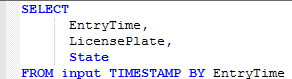 SELECT
EntryTime,
LicensePlate,
State
FROM input TIMESTAMP BY EntryTime